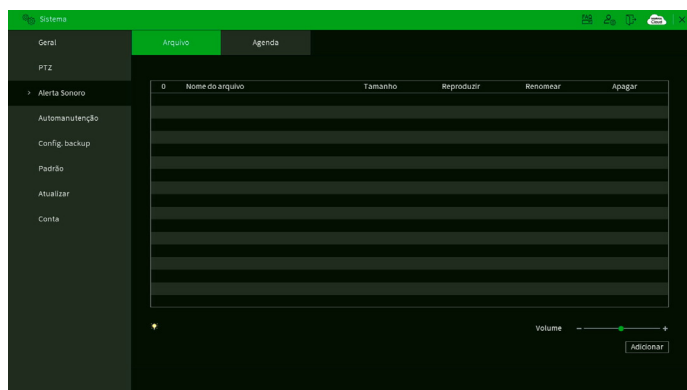 Sistema
Geral
PTZ
Alerta Sonoro
Automanutenção
Config. backup
Padrão
Atualizar
Conta
Arquivo Agenda
0 Nome do arquivo Tamanho Reproduzir Renomear Apagar
Volume - +
Adicionar